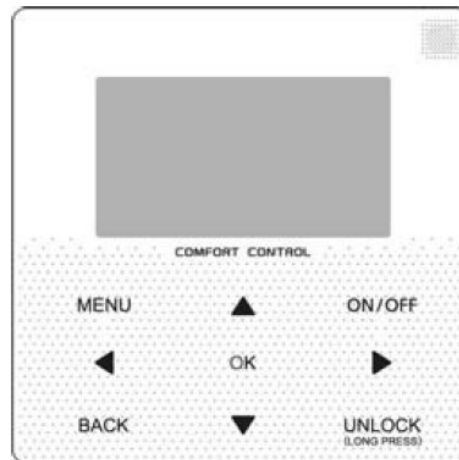 COMFORT CONTROL
MENU
ON/OFF
OK
BACK
UNLOCK
(LONG PRESS)